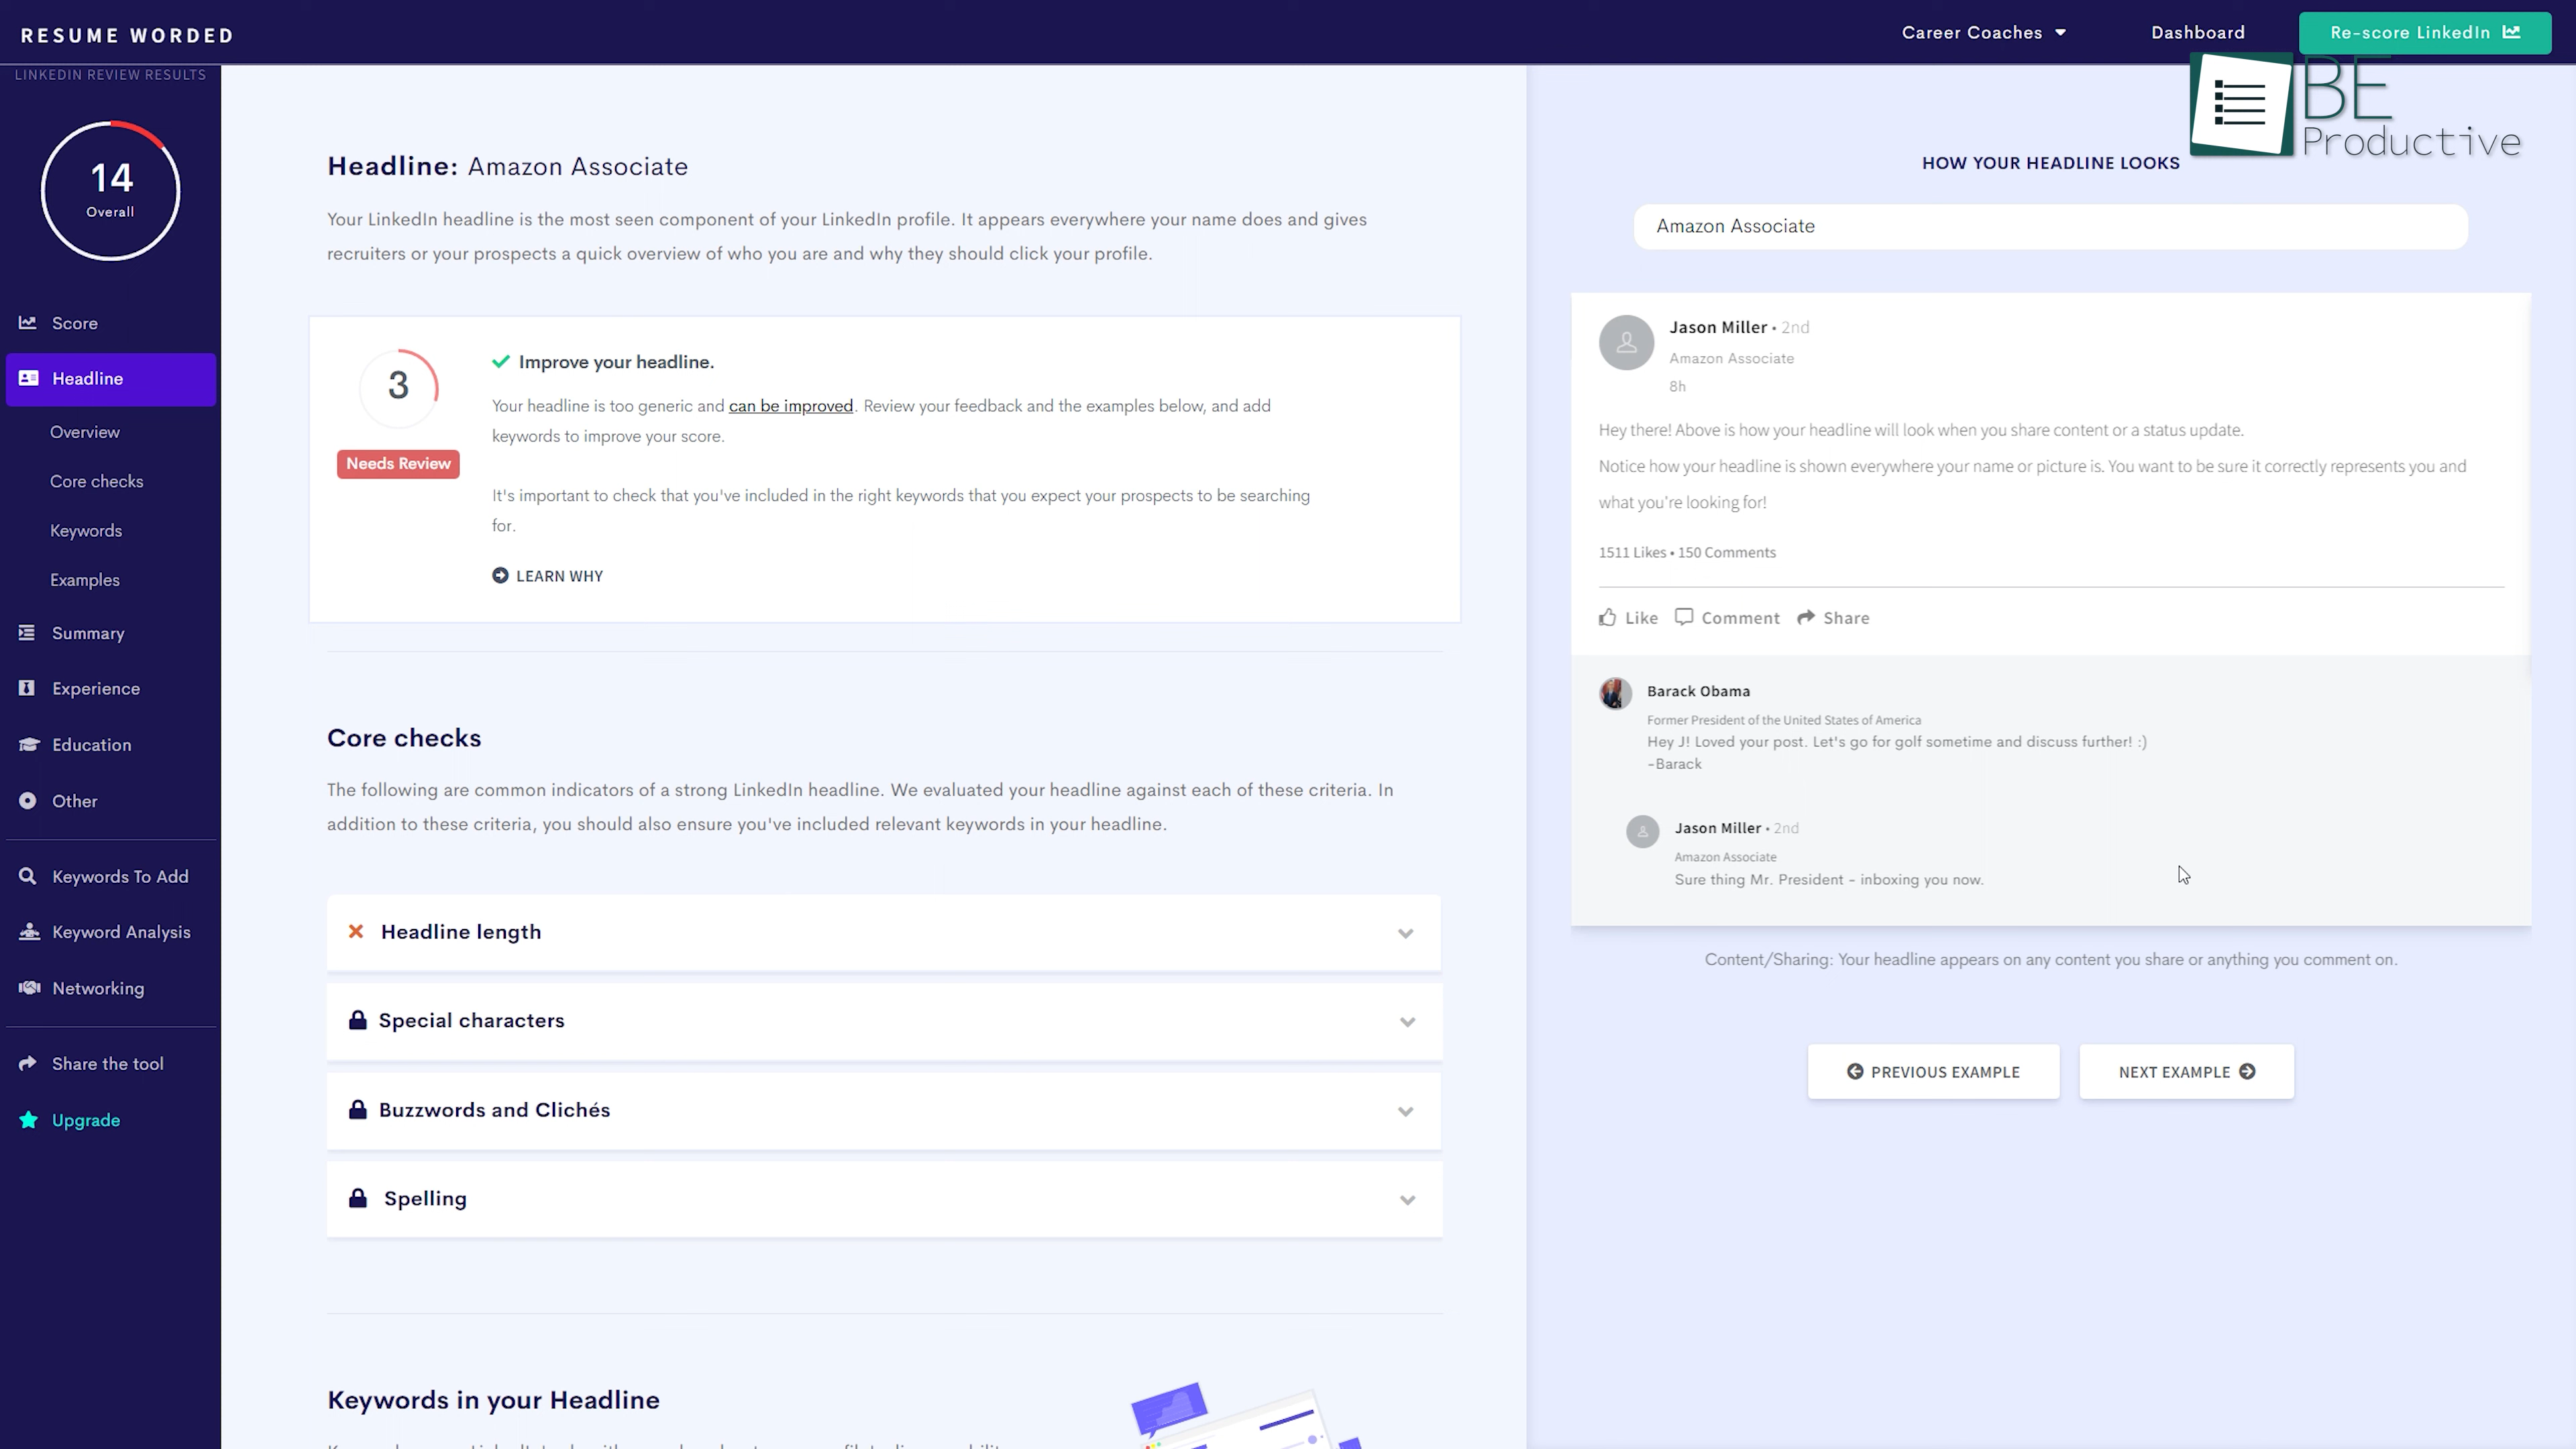 RESUME WORDED
Career Coaches
Dashboard
Re-score LinkedIn
LINKEDIN REVIEW RESULTS
14
Overall
Score
Headline
Overview
Core checks
Keywords
Examples
Summary
Experience
Education
Other
Keywords To Add
Keyword Analysis
Networking
Share the tool
Upgrade
Headline: Amazon Associate
Your LinkedIn headline is the most seen component of your LinkedIn profile. It appears everywhere your name does and gives
recruiters or your prospects a quick overview of who you are and why they should click your profile.
3
Needs Review
Improve your headline.
Your headline is too generic and can be improved. Review your feedback and the examples below, and add
keywords to improve your score.
It's important to check that you've included in the right keywords that you expect your prospects to be searching
for.
LEARN WHY
Core checks
The following are common indicators of a strong LinkedIn headline. We evaluated your headline against each of these criteria. In
addition to these criteria, you should also ensure you've included relevant keywords in your headline.
Headline length
Special characters
Buzzwords and Clichés
Spelling
Keywords in your Headline
BE
Productive
HOW YOUR HEADLINE LOOKS
Amazon Associate
Jason Miller • 2nd
Amazon Associate
8h
Hey there! Above is how your headline will look when you share content or a status update.
Notice how your headline is shown everywhere your name or picture is. You want to be sure it correctly represents you and
what you're looking for!
1511 Likes • 150 Comments
Like Comment Share
Barack Obama
Former President of the United States of America
Hey J! Loved your post. Let's go for golf sometime and discuss further! :)
-Barack
Jason Miller • 2nd
Amazon Associate
Sure thing Mr. President - inboxing you now.
Content/Sharing: Your headline appears on any content you share or anything you comment on.
PREVIOUS EXAMPLE
NEXT EXAMPLE